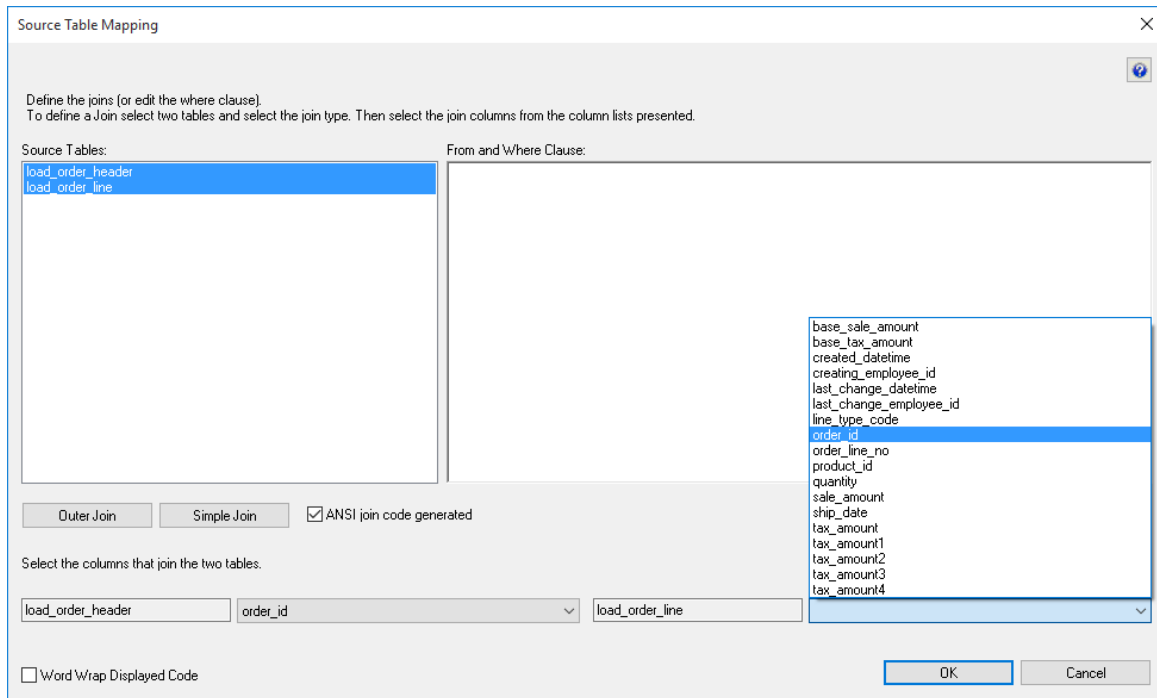 Source Table Mapping
Define the joins (or edit the where clause).
To define a Join select two tables and select the join type. Then select the join columns from the column lists presented.
Source Tables:
From and Where Clause:
load_order_header
load_order_line
base_sale_amount
base_tax_amount
created_datetime
creating_employee_id
last_change_datetime
last_change_employee_id
line_type_code
order_id
order_line_no
product_id
quantity
sale_amount
ship_date
tax_amount
tax_amount1
tax_amount2
tax_amount3
tax_amount4
Outer Join
Simple Join
ANSI join code generated
Select the columns that join the two tables.
load_order_header
order_id
load_order_line
Word Wrap Displayed Code
OK
Cancel